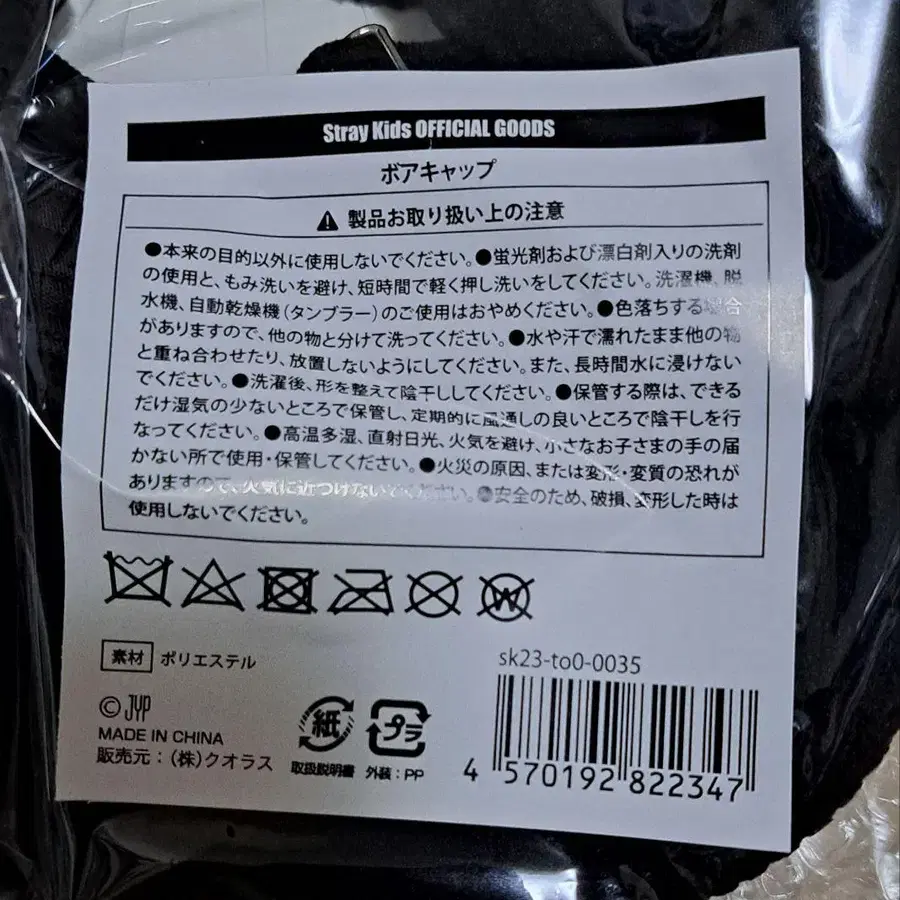 Stray Kids OFFICIAL GOODS
ボアキャップ
製品お取り扱い上の注意
●本来の目的以外に使用しないでください。●蛍光剤および漂白剤入りの洗剤
の使用と、もみ洗いを避け、短時間で軽く押し洗いをしてください。洗濯機、脱
水機、自動乾燥機（タンブラー）のご使用はおやめください。●色落ちする場合
がありますので、他の物と分けて洗ってください。●水や汗で濡れたまま他の物
と重ね合わせたり、放置しないようにしてください。また、長時間水に浸けない
でください。●洗濯後、形を整えて陰干ししてください。●保管する際は、できる
だけ湿気の少ないところで保管し、定期的に風通しの良いところで陰干しを行
なってください。●高温多湿、直射日光、火気を避け、小さなお子さまの手の届
かない所で使用・保管してください。●火災の原因、または変形・変質の恐れが
ありますので、火気に近づけないでください。●安全のため、破損、変形した時は
使用しないでください。
W
素材 ポリエステル
sk23-to0-0035
© JYP
MADE IN CHINA
販売元：（株）クオラス
紙
取扱説明書
プラ
外装：PP
4 570192 822347